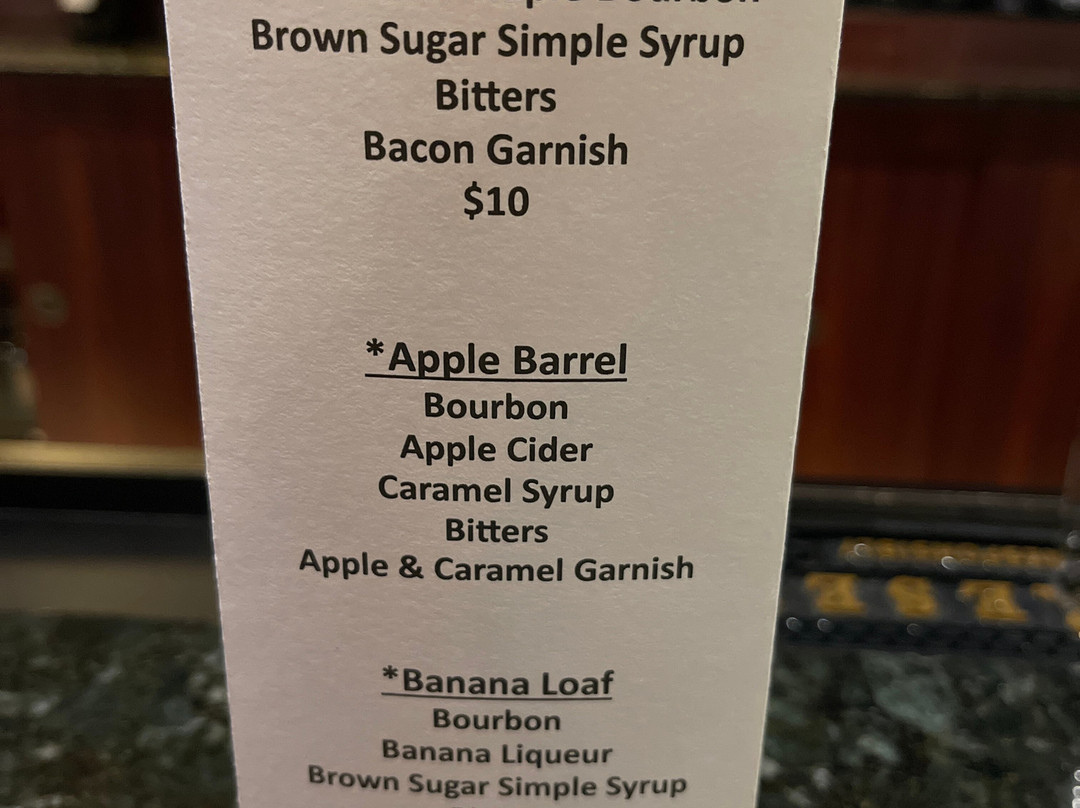 Bourbon
Brown Sugar Simple Syrup
Bitters
Bacon Garnish
$10
*Apple Barrel
Bourbon
Apple Cider
Caramel Syrup
Bitters
Apple & Caramel Garnish
*Banana Loaf
Bourbon
Banana Liqueur
Brown Sugar Simple Syrup